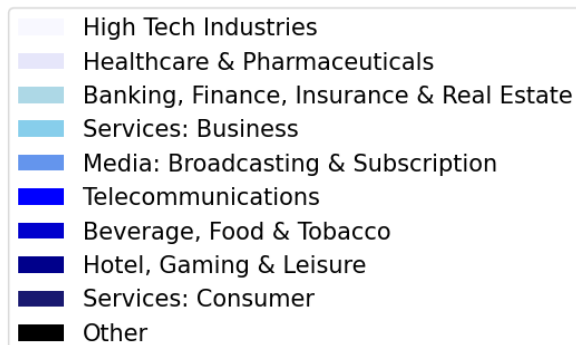 High Tech Industries
Healthcare & Pharmaceuticals
Banking, Finance, Insurance & Real Estate
Services: Business
Media: Broadcasting & Subscription
Telecommunications
Beverage, Food & Tobacco
Hotel, Gaming & Leisure
Services: Consumer
Other